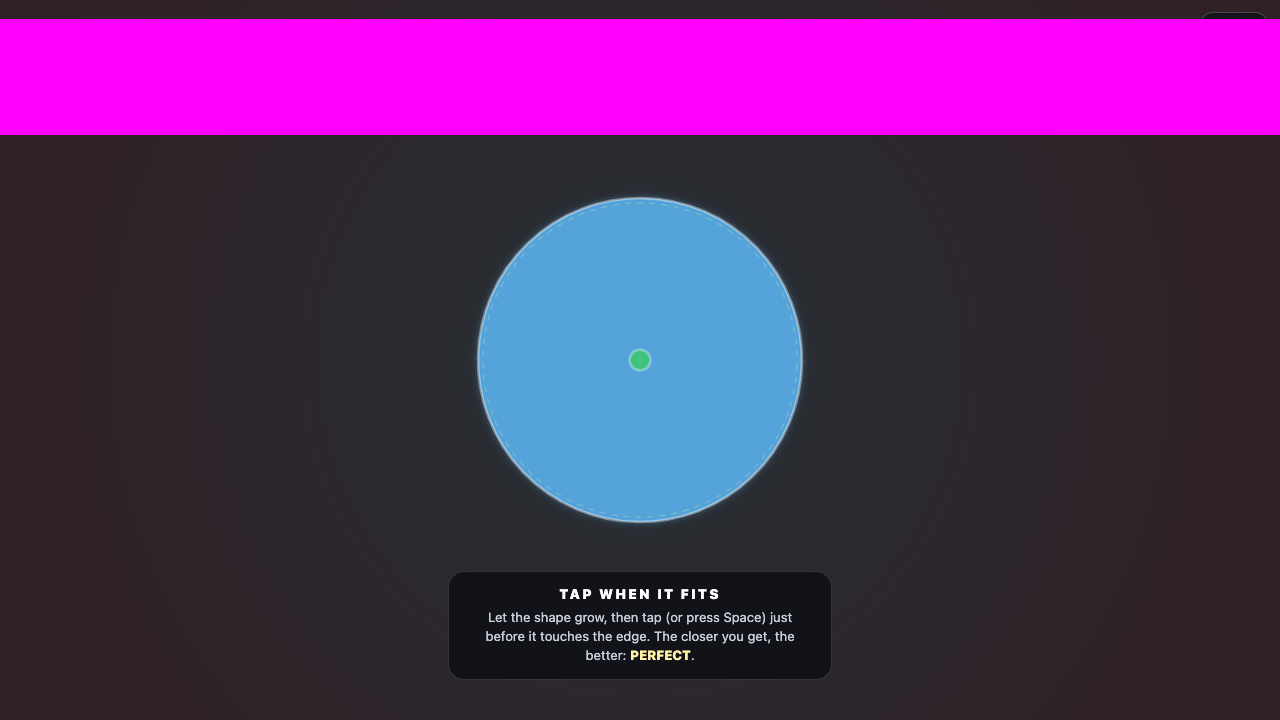 TAP WHEN IT FITS
Let the shape grow, then tap (or press Space) just
before it touches the edge. The closer you get, the
better: PERFECT.